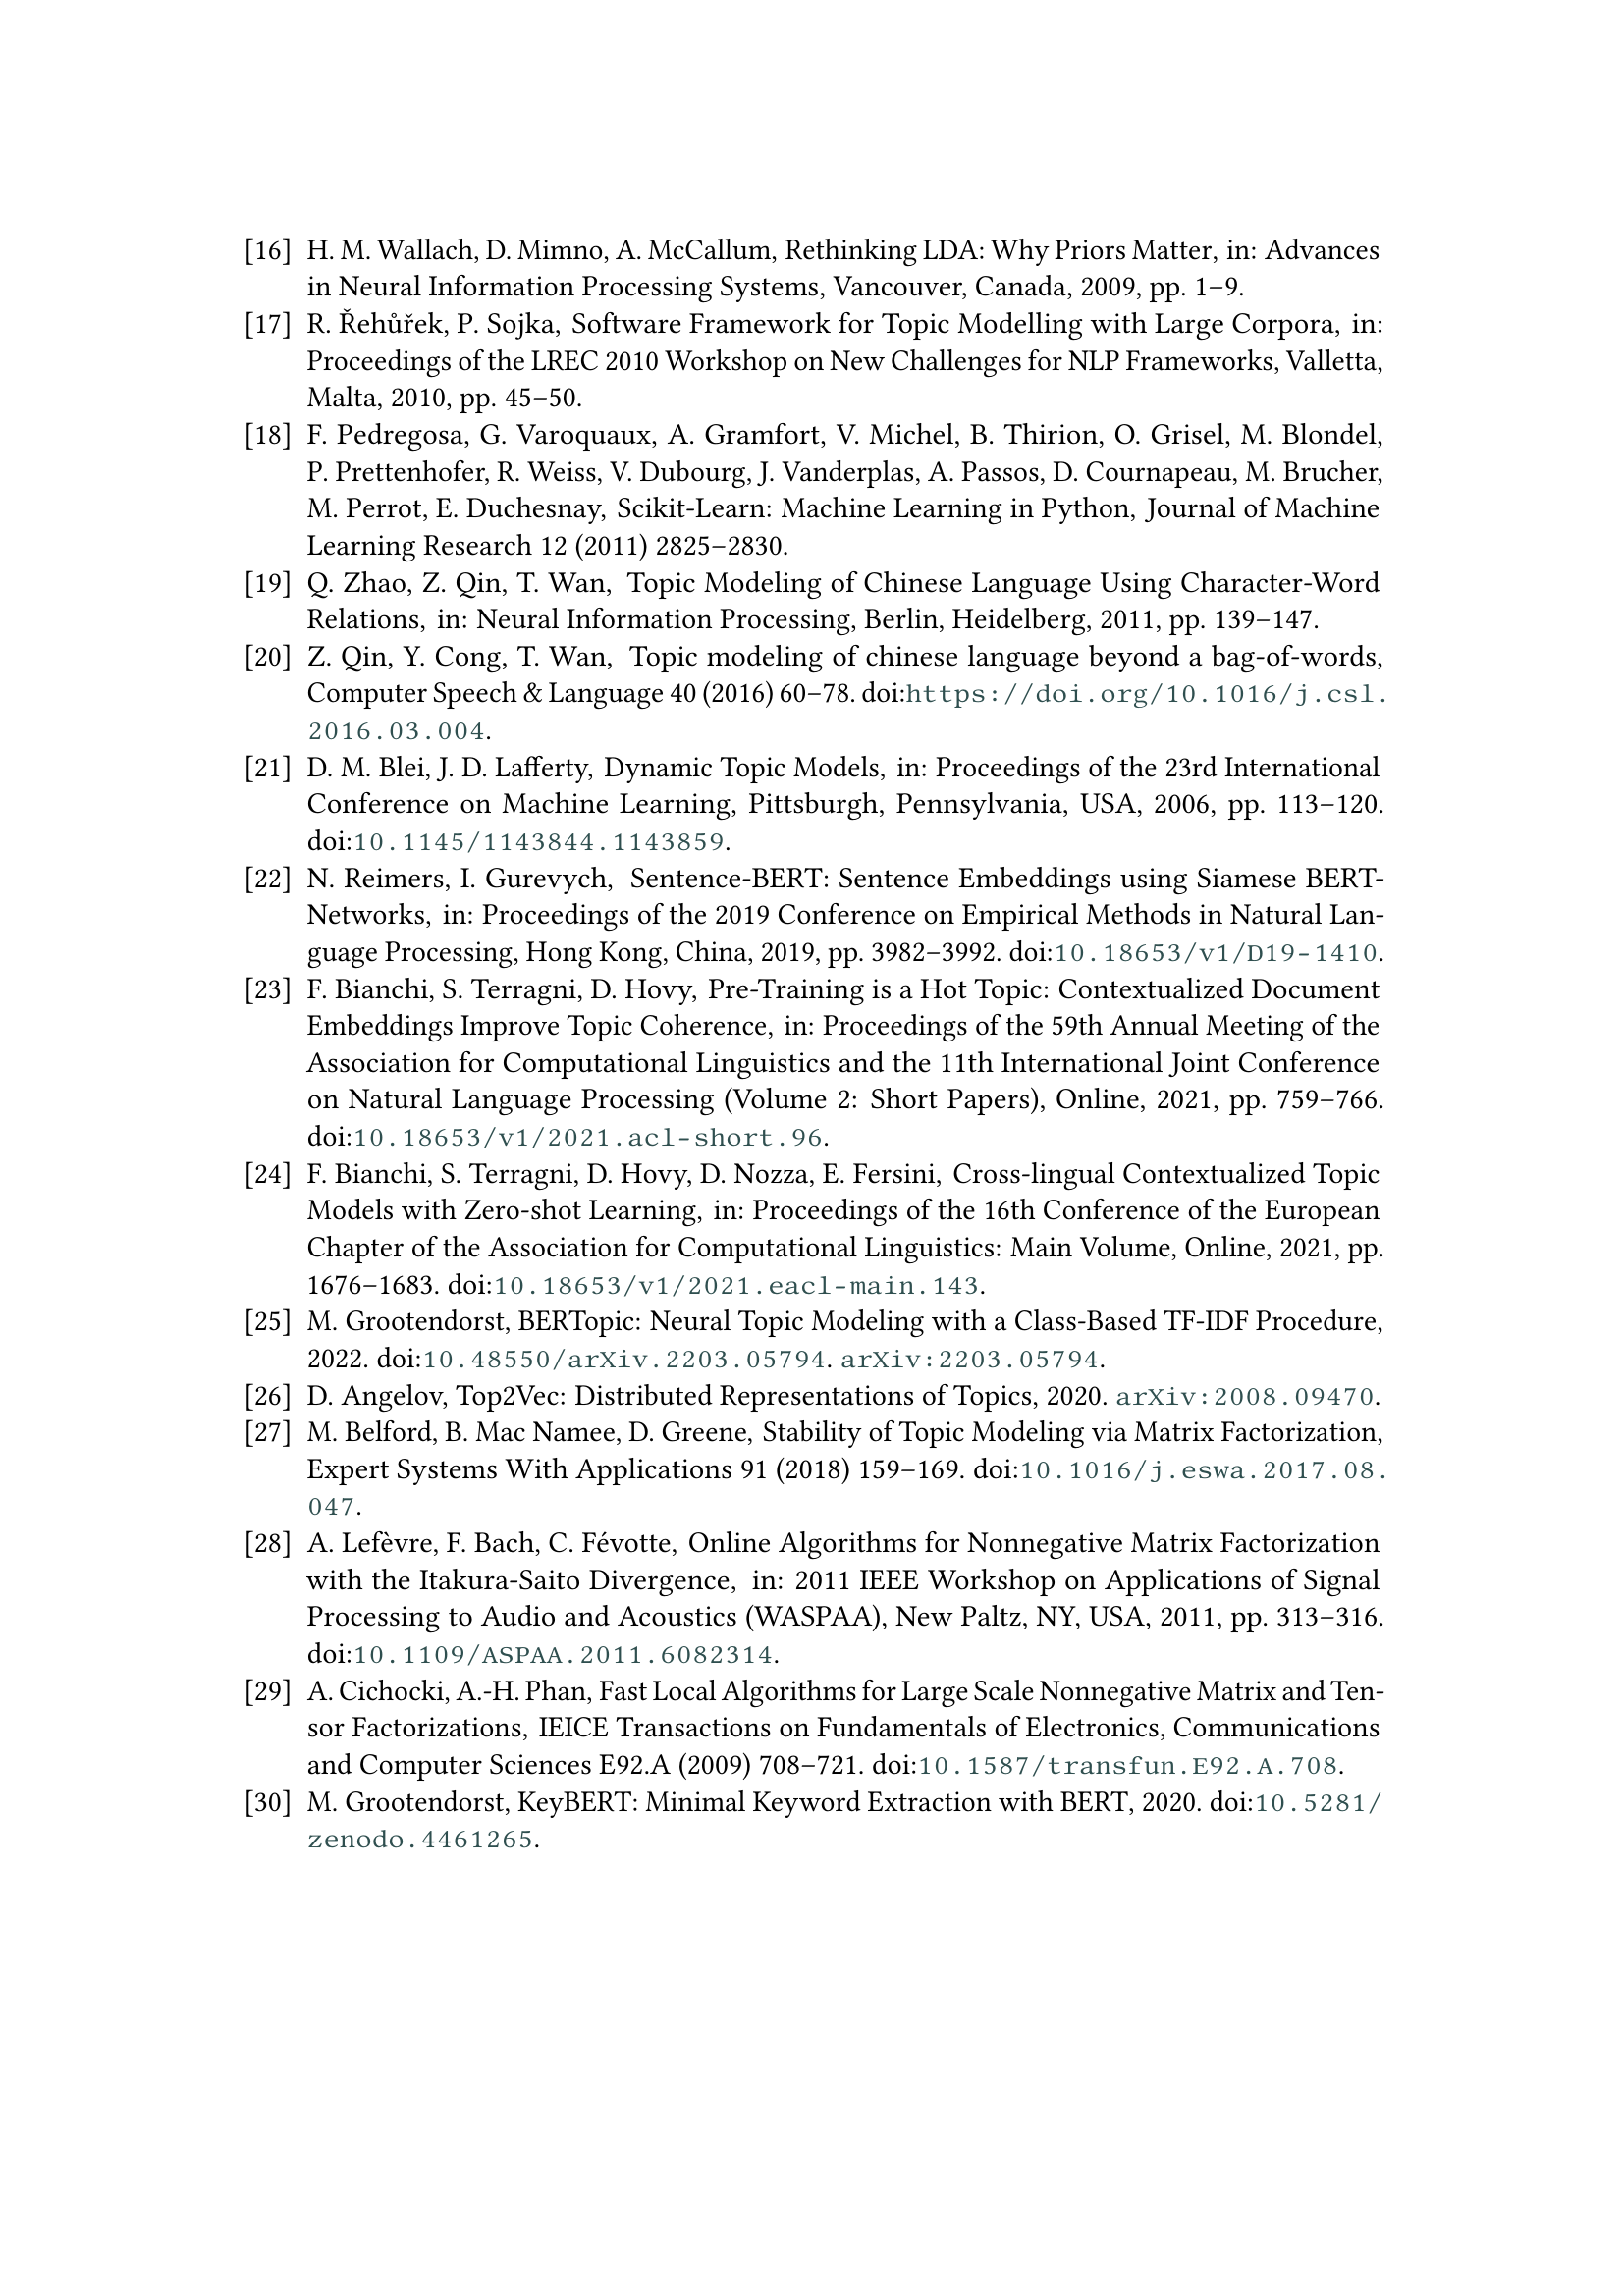 [16] H. M. Wallach, D. Mimno, A. McCallum, Rethinking LDA: Why Priors Matter, in: Advances
in Neural Information Processing Systems, Vancouver, Canada, 2009, pp. 1–9.
[17] R. Řehůřek, P. Sojka, Software Framework for Topic Modelling with Large Corpora, in:
Proceedings of the LREC 2010 Workshop on New Challenges for NLP Frameworks, Valletta,
Malta, 2010, pp. 45–50.
[18] F. Pedregosa, G. Varoquaux, A. Gramfort, V. Michel, B. Thirion, O. Grisel, M. Blondel,
P. Prettenhofer, R. Weiss, V. Dubourg, J. Vanderplas, A. Passos, D. Cournapeau, M. Brucher,
M. Perrot, E. Duchesnay, Scikit-Learn: Machine Learning in Python, Journal of Machine
Learning Research 12 (2011) 2825–2830.
[19] Q. Zhao, Z. Qin, T. Wan, Topic Modeling of Chinese Language Using Character-Word
Relations, in: Neural Information Processing, Berlin, Heidelberg, 2011, pp. 139–147.
[20] Z. Qin, Y. Cong, T. Wan, Topic modeling of chinese language beyond a bag-of-words,
Computer Speech & Language 40 (2016) 60–78. doi:https://doi.org/10.1016/j.csl.
2016.03.004.
[21] D. M. Blei, J. D. Lafferty, Dynamic Topic Models, in: Proceedings of the 23rd International
Conference on Machine Learning, Pittsburgh, Pennsylvania, USA, 2006, pp. 113–120.
doi:10.1145/1143844.1143859.
[22] N. Reimers, I. Gurevych, Sentence-BERT: Sentence Embeddings using Siamese BERT-
Networks, in: Proceedings of the 2019 Conference on Empirical Methods in Natural Lan-
guage Processing, Hong Kong, China, 2019, pp. 3982–3992. doi:10.18653/v1/D19-1410.
[23] F. Bianchi, S. Terragni, D. Hovy, Pre-Training is a Hot Topic: Contextualized Document
Embeddings Improve Topic Coherence, in: Proceedings of the 59th Annual Meeting of the
Association for Computational Linguistics and the 11th International Joint Conference
on Natural Language Processing (Volume 2: Short Papers), Online, 2021, pp. 759–766.
doi:10.18653/v1/2021.acl-short.96.
[24] F. Bianchi, S. Terragni, D. Hovy, D. Nozza, E. Fersini, Cross-lingual Contextualized Topic
Models with Zero-shot Learning, in: Proceedings of the 16th Conference of the European
Chapter of the Association for Computational Linguistics: Main Volume, Online, 2021, pp.
1676–1683. doi:10.18653/v1/2021.eacl-main.143.
[25] M. Grootendorst, BERTopic: Neural Topic Modeling with a Class-Based TF-IDF Procedure,
2022. doi:10.48550/arXiv.2203.05794. arXiv:2203.05794.
[26] D. Angelov, Top2Vec: Distributed Representations of Topics, 2020. arXiv:2008.09470.
[27] M. Belford, B. Mac Namee, D. Greene, Stability of Topic Modeling via Matrix Factorization,
Expert Systems With Applications 91 (2018) 159–169. doi:10.1016/j.eswa.2017.08.
047.
[28] A. Lefèvre, F. Bach, C. Févotte, Online Algorithms for Nonnegative Matrix Factorization
with the Itakura-Saito Divergence, in: 2011 IEEE Workshop on Applications of Signal
Processing to Audio and Acoustics (WASPAA), New Paltz, NY, USA, 2011, pp. 313–316.
doi:10.1109/ASPAA.2011.6082314.
[29] A. Cichocki, A.-H. Phan, Fast Local Algorithms for Large Scale Nonnegative Matrix and Ten-
sor Factorizations, IEICE Transactions on Fundamentals of Electronics, Communications
and Computer Sciences E92.A (2009) 708–721. doi:10.1587/transfun.E92.A.708.
[30] M. Grootendorst, KeyBERT: Minimal Keyword Extraction with BERT, 2020. doi:10.5281/
zenodo.4461265.